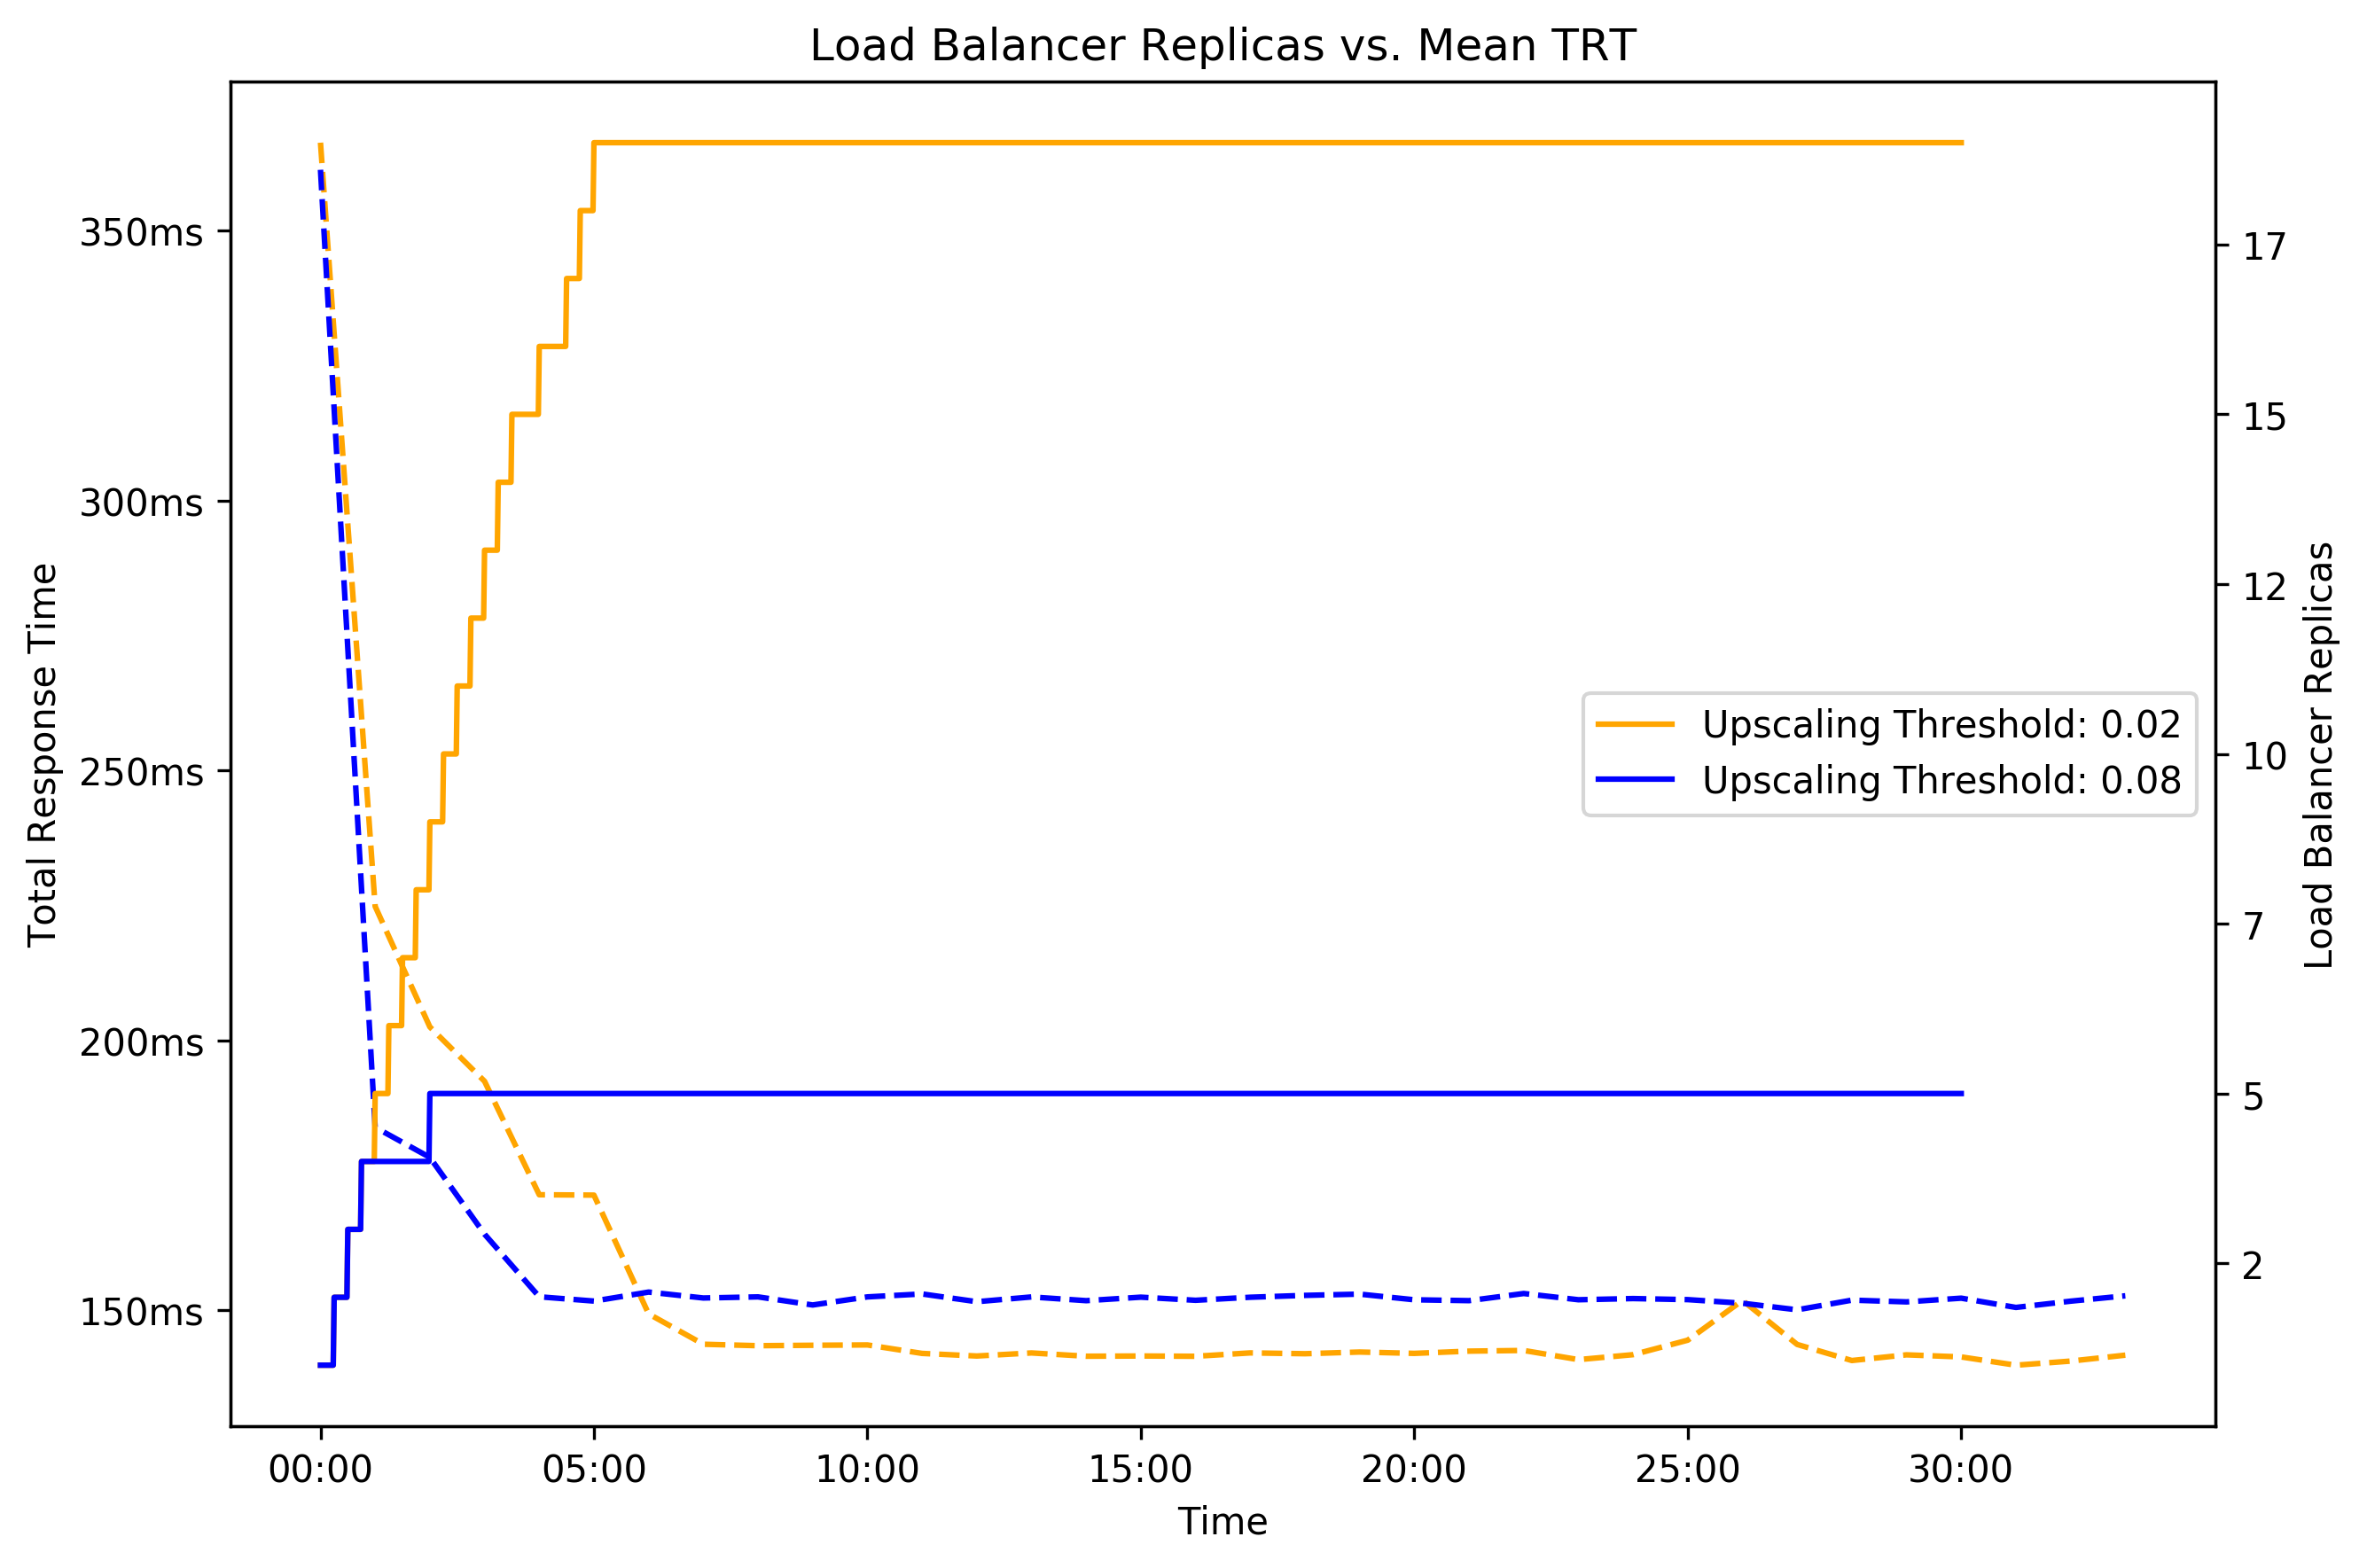 Load Balancer Replicas vs. Mean TRT
350ms
300ms
250ms
200ms
150ms
Total Response Time
17
15
12
10
7
5
2
Load Balancer Replicas
Upscaling Threshold: 0.02
Upscaling Threshold: 0.08
00:00 05:00 10:00 15:00 20:00 25:00 30:00
Time